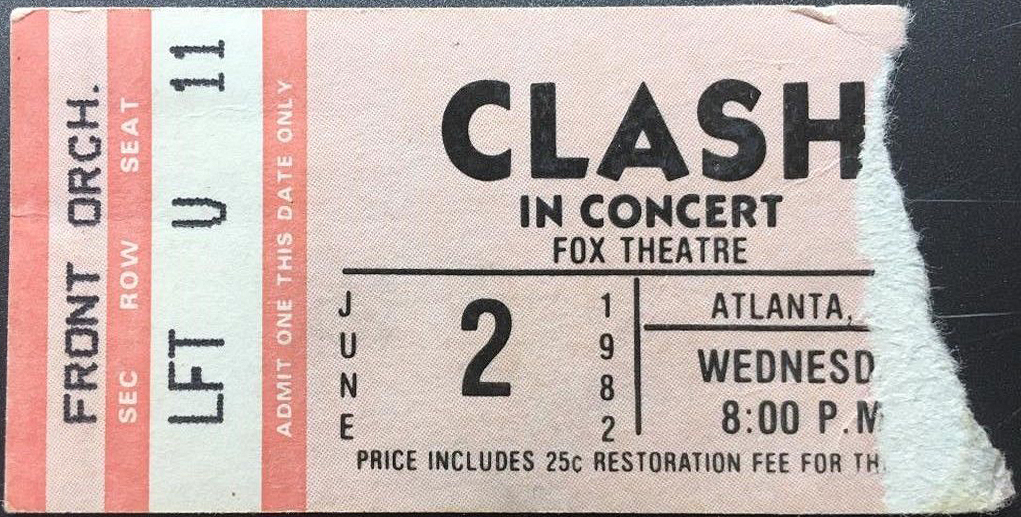 FRONT ORCH.
SEC ROW SEAT
LFT U 11
ADMIT ONE THIS DATE ONLY
CLASH
IN CONCERT
FOX THEATRE
JUNE
2
1982
ATLANTA,
WEDNESD
8:00 P.M
PRICE INCLUDES 25c RESTORATION FEE FOR TH